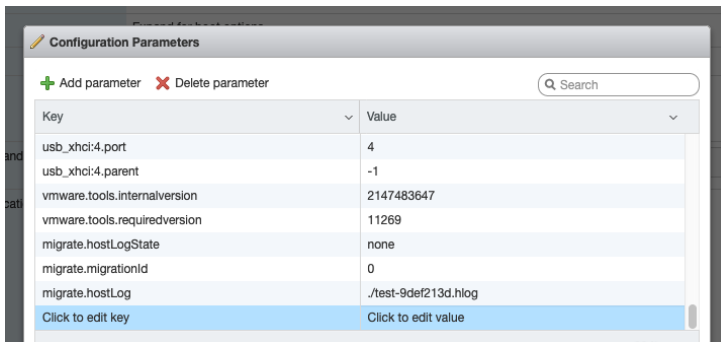 Expand for boot options
Configuration Parameters
Add parameter Delete parameter
Search
Key Value
usb_xhci:4.port 4
usb_xhci:4.parent -1
vmware.tools.internalversion 2147483647
vmware.tools.requiredversion 11269
migrate.hostLogState none
migrate.migrationId 0
migrate.hostLog ./test-9def213d.hlog
Click to edit key Click to edit value